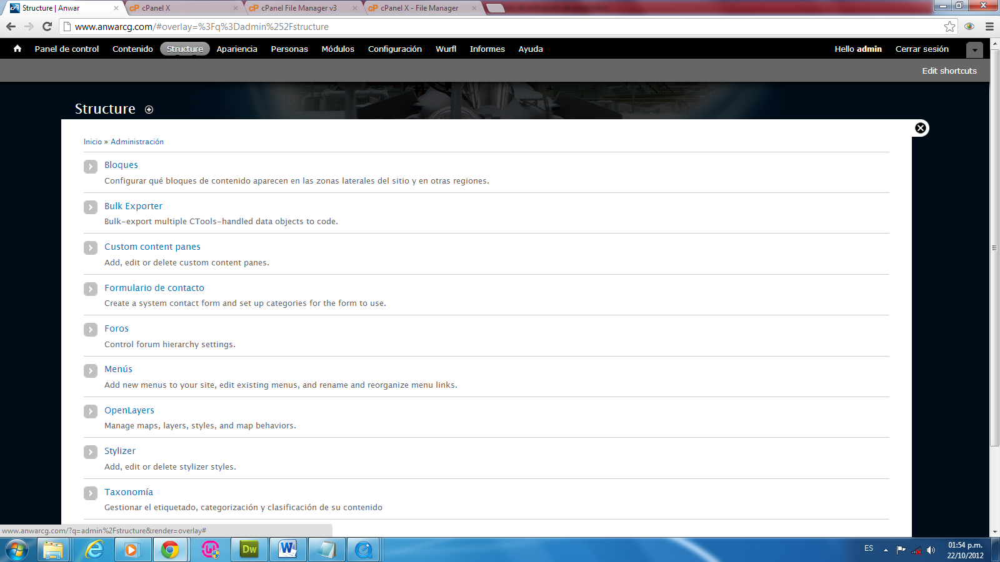 Structure | Anwar
cP cPanel X
cP cPanel File Manager v3
cP cPanel X - File Manager
www.anwarcg.com/#overlay=%3Fq%3Dadmin%252Fstructure
Panel de control Contenido Structure Apariencia Personas Módulos Configuración Wurfl Informes Ayuda Hello admin Cerrar sesión
Edit shortcuts
Structure
Inicio » Administración
Bloques
Configurar qué bloques de contenido aparecen en las zonas laterales del sitio y en otras regiones.
Bulk Exporter
Bulk-export multiple CTools-handled data objects to code.
Custom content panes
Add, edit or delete custom content panes.
Formulario de contacto
Create a system contact form and set up categories for the form to use.
Foros
Control forum hierarchy settings.
Menús
Add new menus to your site, edit existing menus, and rename and reorganize menu links.
OpenLayers
Manage maps, layers, styles, and map behaviors.
Stylizer
Add, edit or delete stylizer styles.
Taxonomía
Gestionar el etiquetado, categorización y clasificación de su contenido
www.anwarcg.com/?q=admin%2Fstructure&render=overlay#
Dw
W
ES
01:54 p.m.
22/10/2012